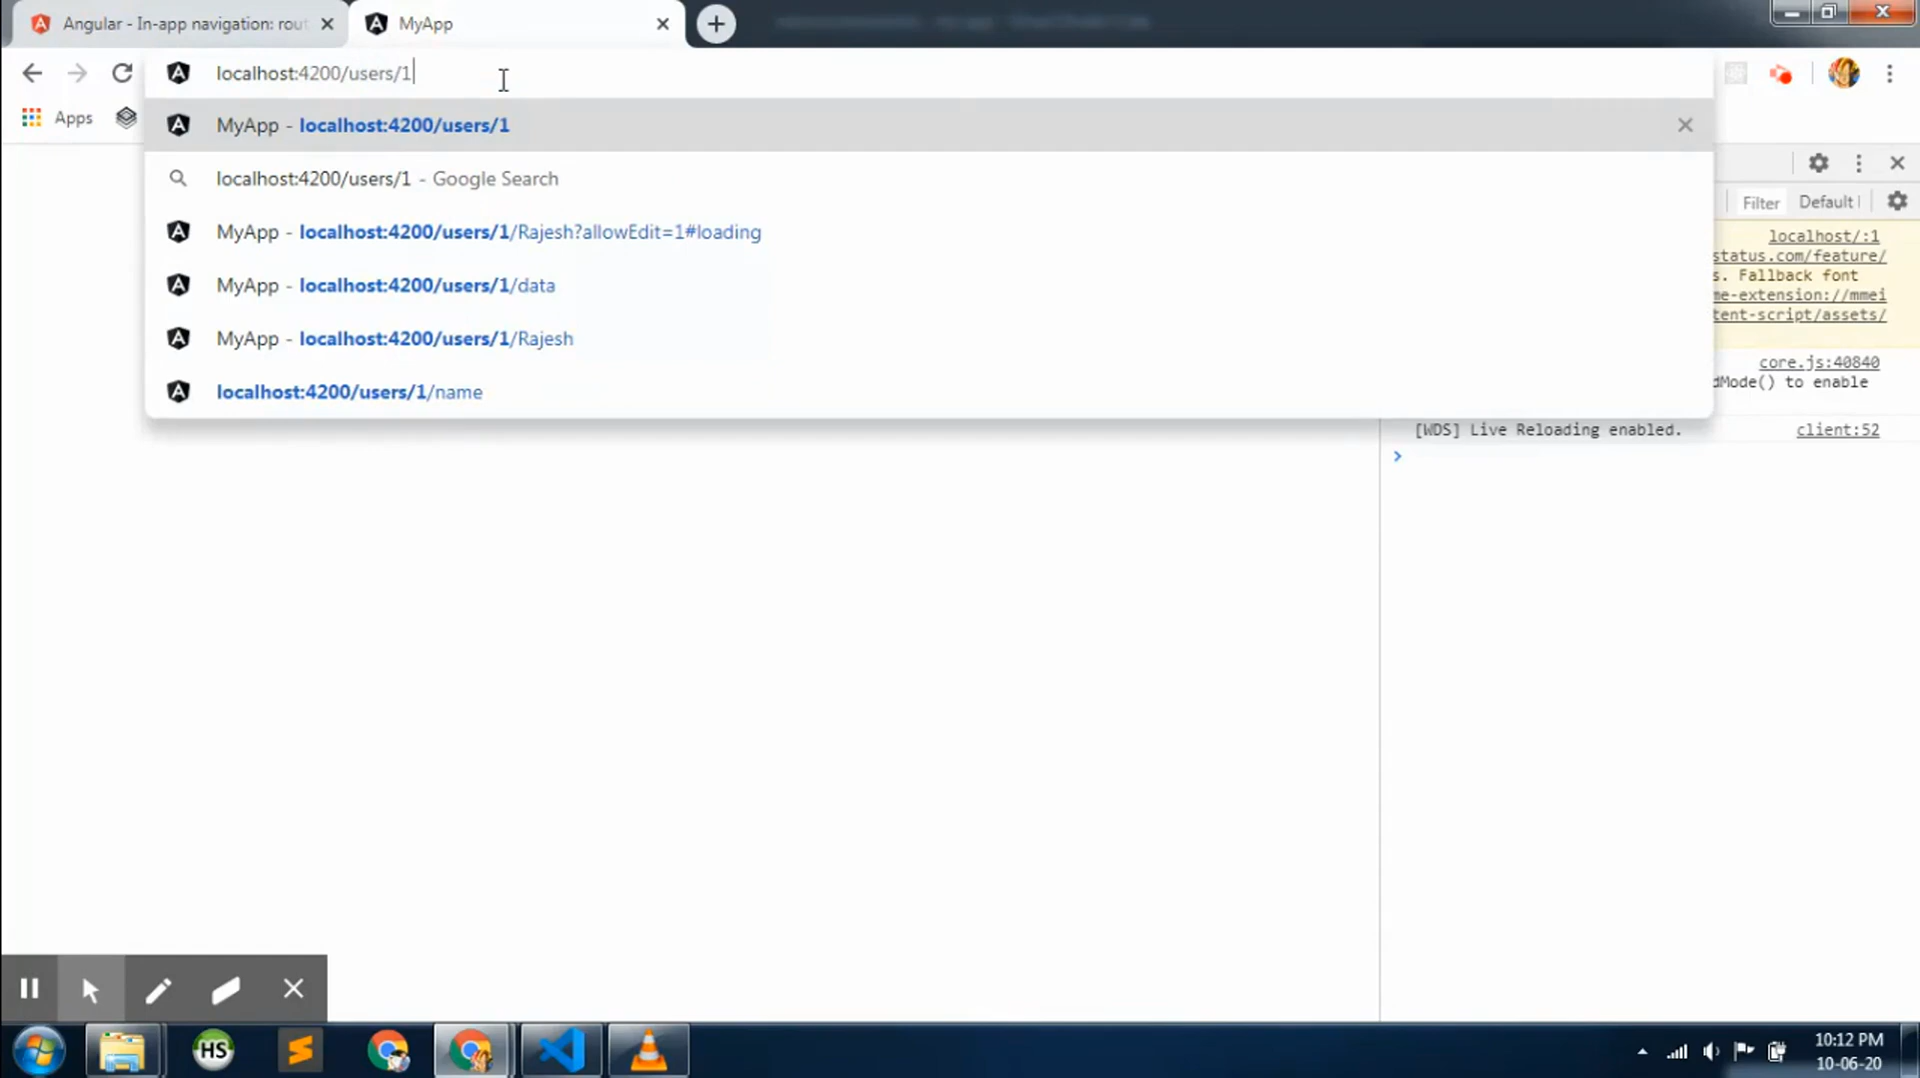 Angular - In-app navigation: rout
MyApp
localhost:4200/users/1
Apps
MyApp - localhost:4200/users/1
localhost:4200/users/1 - Google Search
MyApp - localhost:4200/users/1/Rajesh?allowEdit=1#loading
MyApp - localhost:4200/users/1/data
MyApp - localhost:4200/users/1/Rajesh
localhost:4200/users/1/name
Filter
Default
localhost/:1
status.com/feature/
s. Fallback font
me-extension://mmei
tent-script/assets/
core.js:40840
dMode() to enable
[WDS] Live Reloading enabled.
client:52
HS
10:12 PM
10-06-20